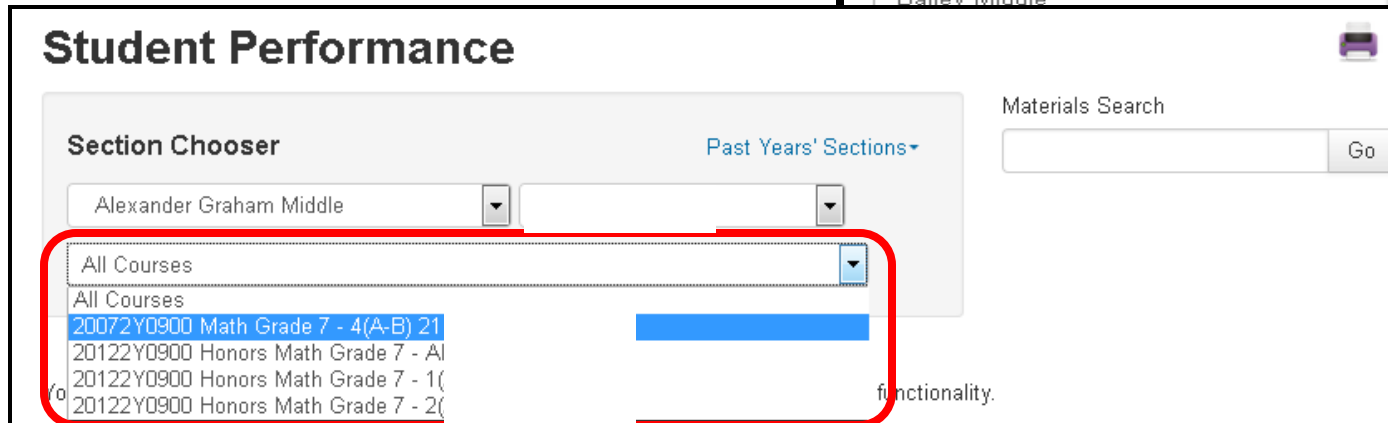 Bailey Middle
Student Performance
Materials Search
Section Chooser
Past Years' Sections
Go
Alexander Graham Middle
All Courses
All Courses
20072Y0900 Math Grade 7 - 4(A-B) 21
20122Y0900 Honors Math Grade 7 -
20122Y0900 Honors Math Grade 7 - 1(
20122Y0900 Honors Math Grade 7 - 2(
functionality.